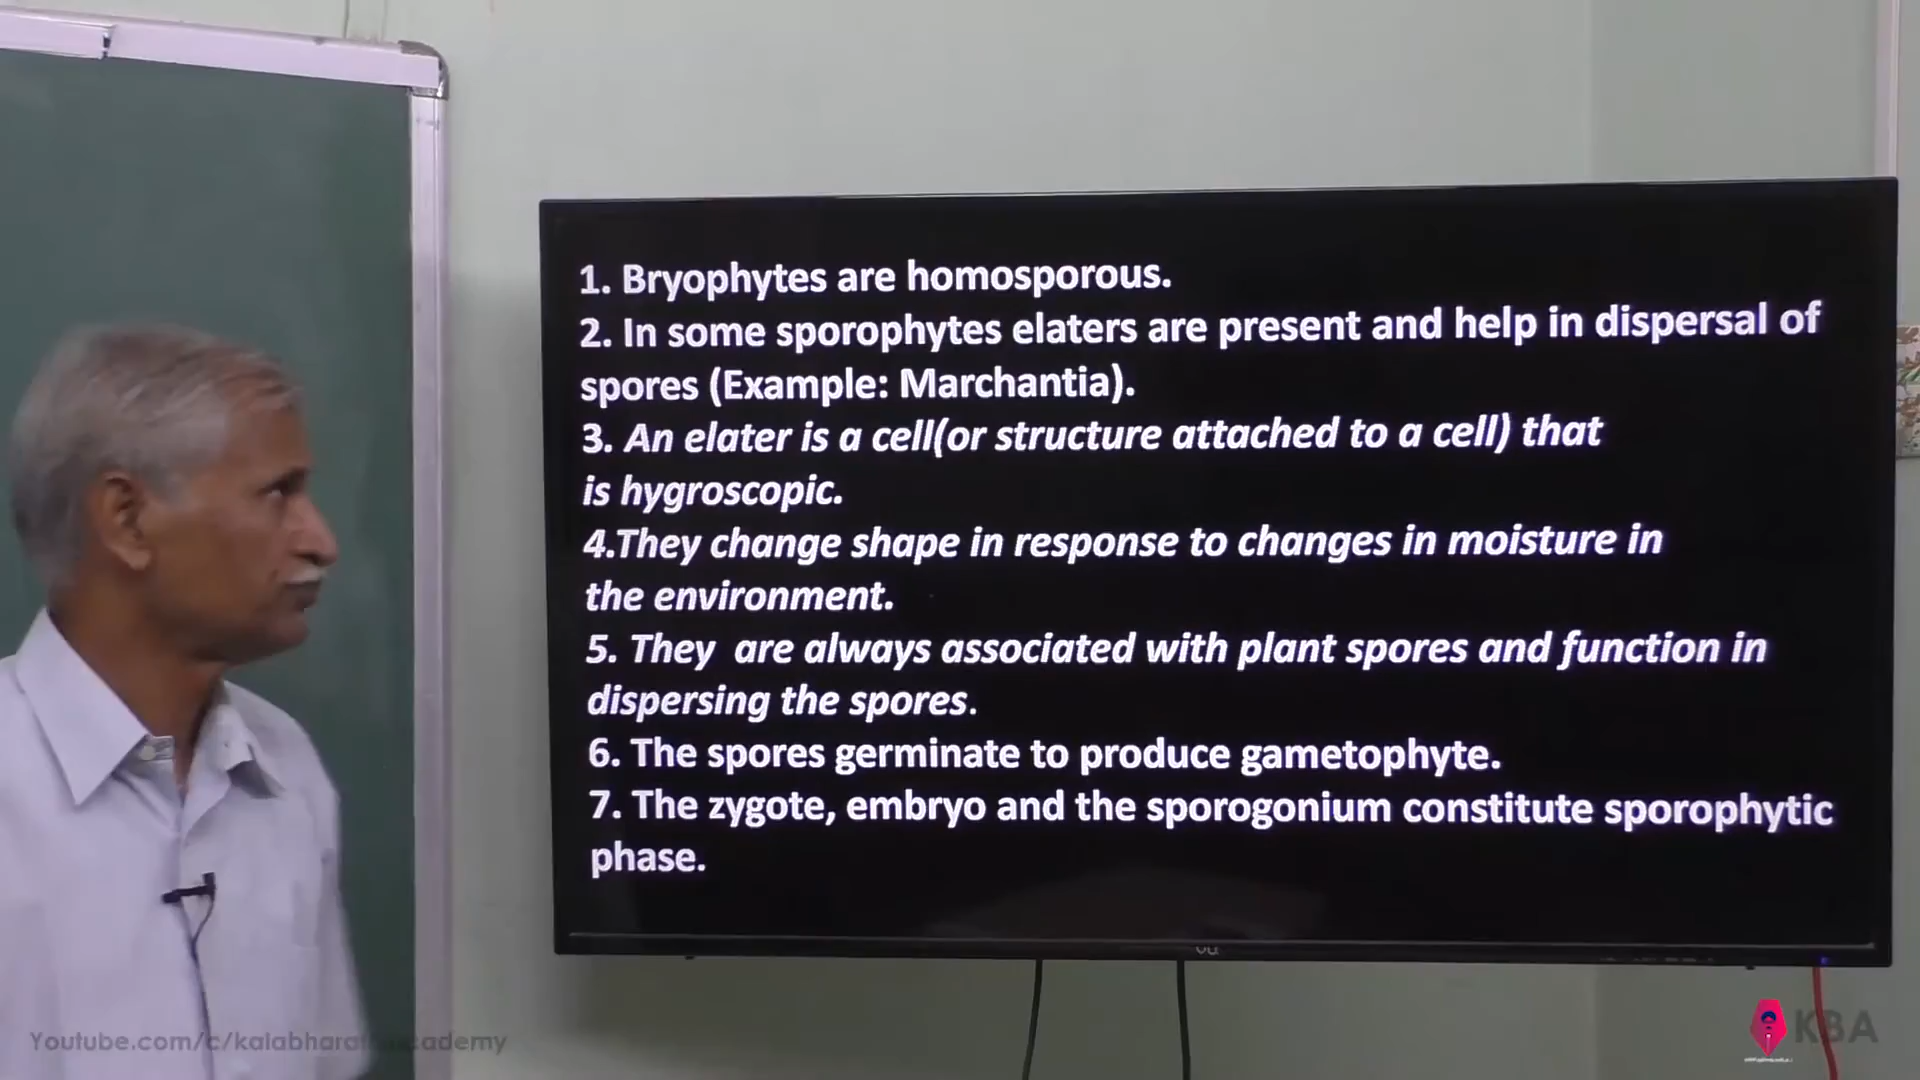 1. Bryophytes are homosporous.
2. In some sporophytes elaters are present and help in dispersal of
spores (Example: Marchantia).
3. An elater is a cell(or structure attached to a cell) that
is hygroscopic.
4.They change shape in response to changes in moisture in
the environment.
5. They are always associated with plant spores and function in
dispersing the spores.
6. The spores germinate to produce gametophyte.
7. The zygote, embryo and the sporogonium constitute sporophytic
phase.
KBA